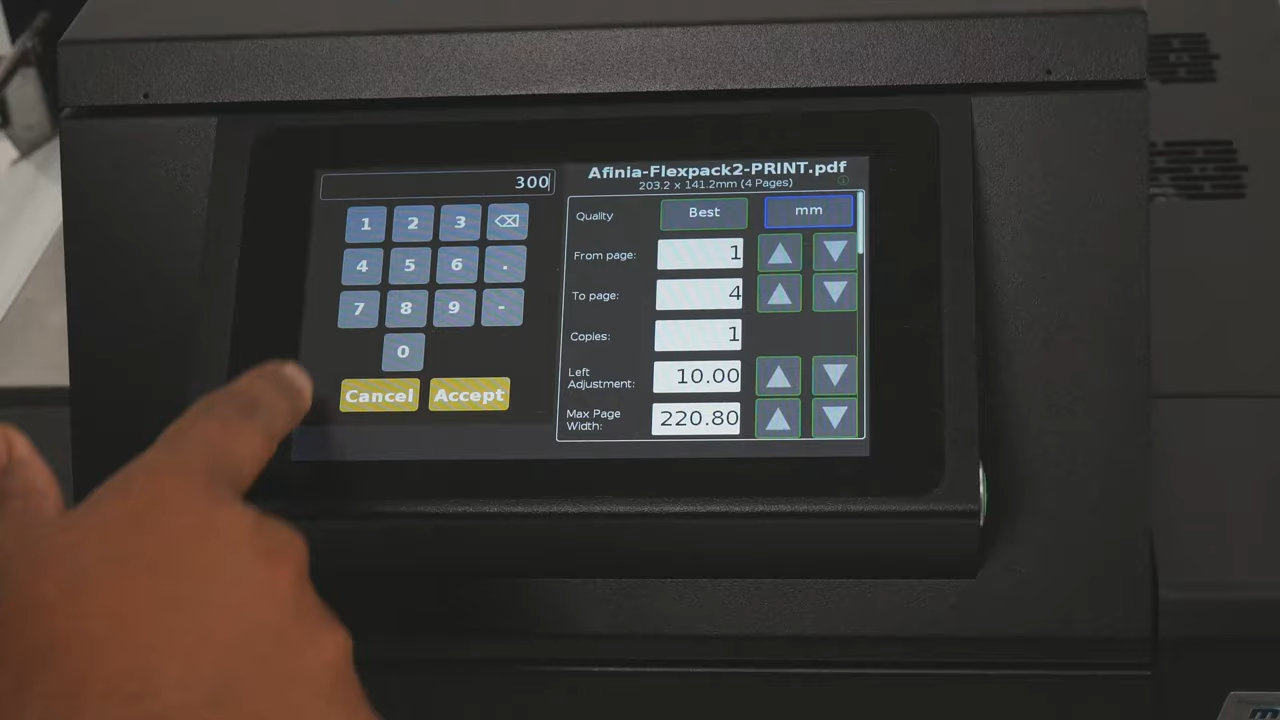 300
1 2 3 ⌫
4 5 6 .
7 8 9 -
0
Cancel Accept
Afinia-Flexpack2-PRINT.pdf
203.2 x 141.2mm (4 Pages)
Quality Best mm
From page: 1
To page: 4
Copies: 1
Left
Adjustment: 10.00
Max Page
Width: 220.80